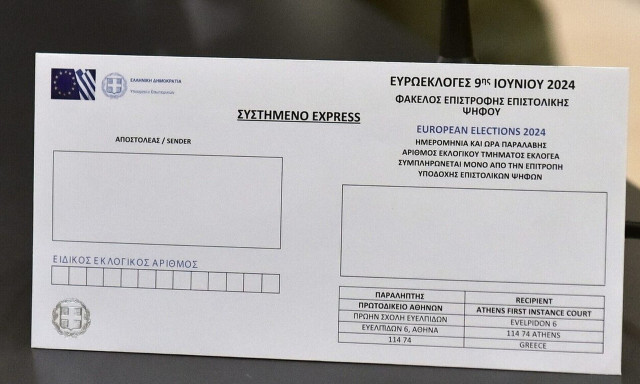 ΕΛΛΗΝΙΚΗ ΔΗΜΟΚΡΑΤΙΑ
Υπουργείο Εσωτερικών
ΣΥΣΤΗΜΕΝΟ EXPRESS
ΑΠΟΣΤΟΛΕΑΣ / SENDER
ΕΙΔΙΚΟΣ ΕΚΛΟΓΙΚΟΣ ΑΡΙΘΜΟΣ
ΕΥΡΩΕΚΛΟΓΕΣ 9ης ΙΟΥΝΙΟΥ 2024
ΦΑΚΕΛΟΣ ΕΠΙΣΤΡΟΦΗΣ ΕΠΙΣΤΟΛΙΚΗΣ
ΨΗΦΟΥ
EUROPEAN ELECTIONS 2024
ΗΜΕΡΟΜΗΝΙΑ ΚΑΙ ΩΡΑ ΠΑΡΑΛΑΒΗΣ
ΑΡΙΘΜΟΣ ΕΚΛΟΓΙΚΟΥ ΤΜΗΜΑΤΟΣ ΕΚΛΟΓΕΑ
ΣΥΜΠΛΗΡΩΝΕΤΑΙ ΜΟΝΟ ΑΠΟ ΤΗΝ ΕΠΙΤΡΟΠΗ
ΥΠΟΔΟΧΗΣ ΕΠΙΣΤΟΛΙΚΩΝ ΨΗΦΩΝ
ΠΑΡΑΛΗΠΤΗΣ RECIPIENT
ΠΡΩΤΟΔΙΚΕΙΟ ΑΘΗΝΩΝ ATHENS FIRST INSTANCE COURT
ΠΡΩΗΝ ΣΧΟΛΗ ΕΥΕΛΠΙΔΩΝ EVELPIDON 6
ΕΥΕΛΠΙΔΩΝ 6, ΑΘΗΝΑ 114 74 ATHENS
114 74 GREECE